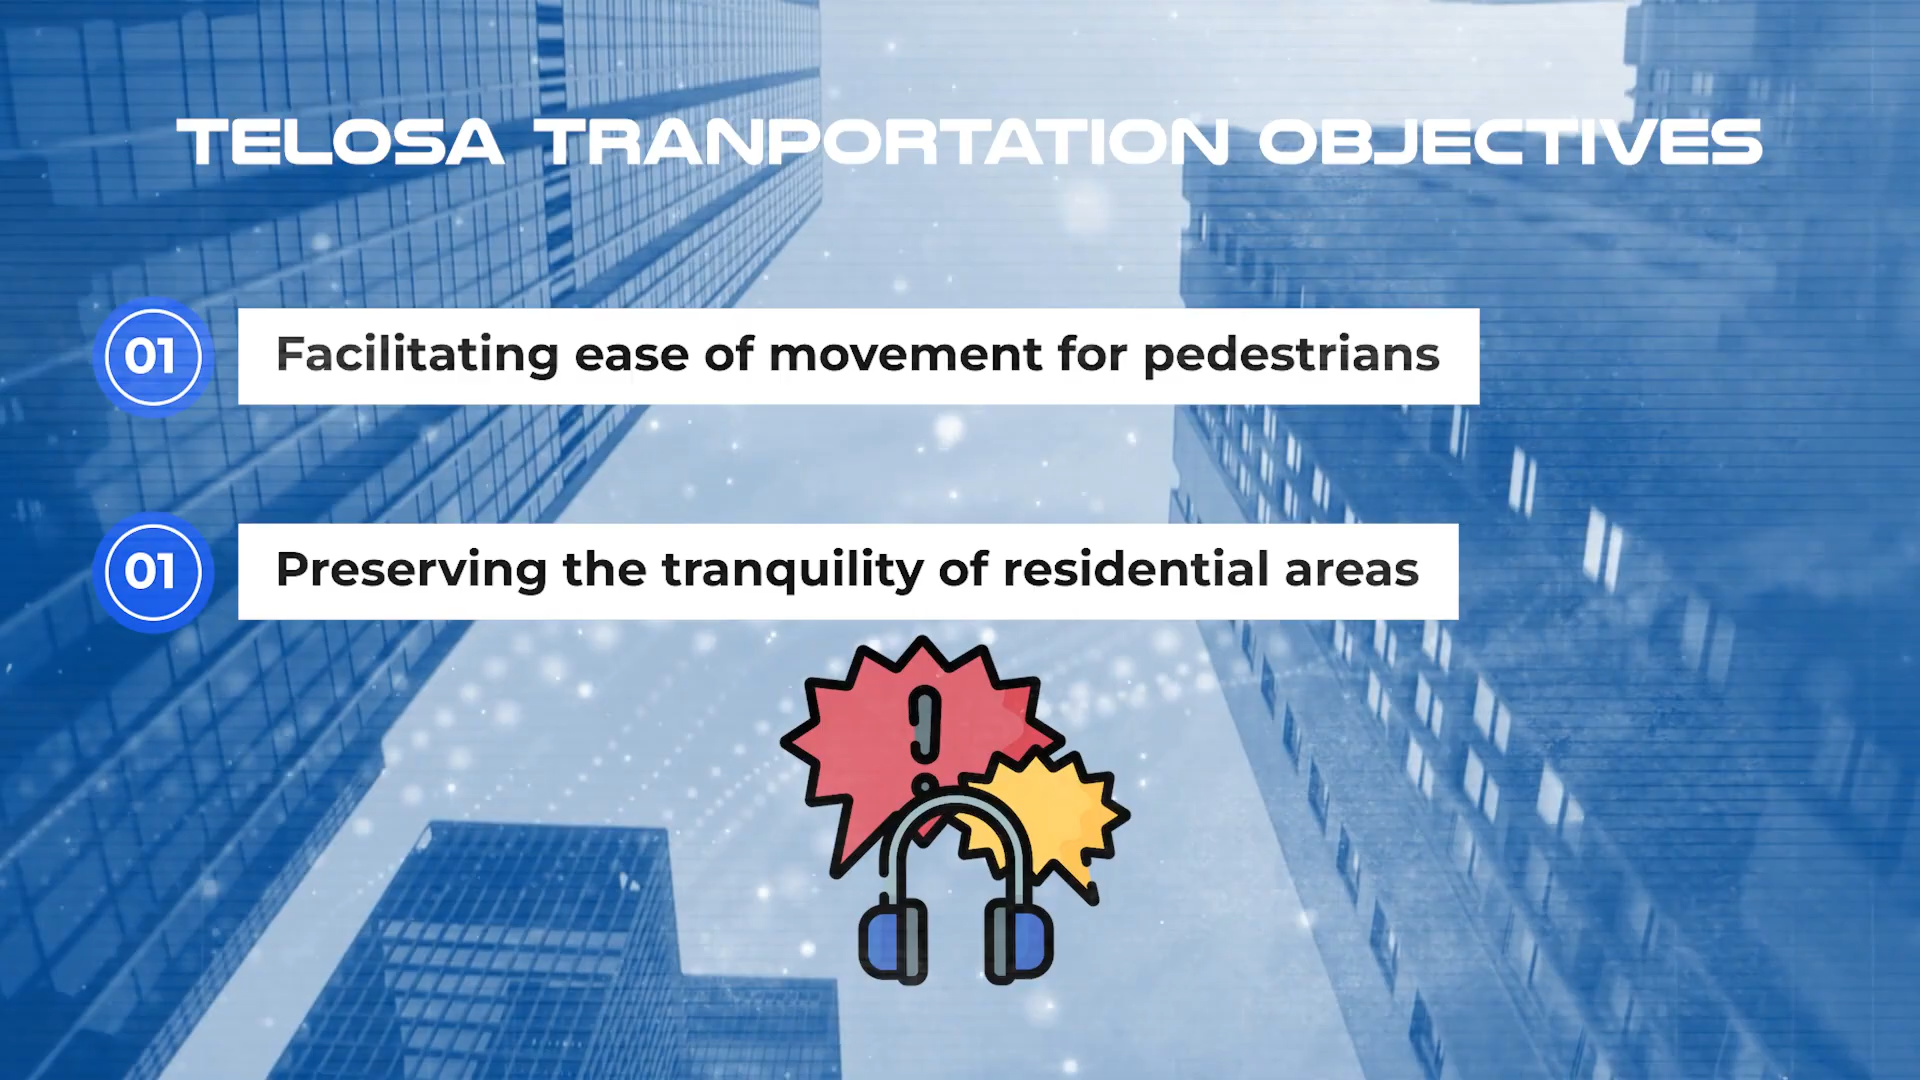 TELOSA TRANPORTATION OBJECTIVES
01 Facilitating ease of movement for pedestrians
01 Preserving the tranquility of residential areas
!